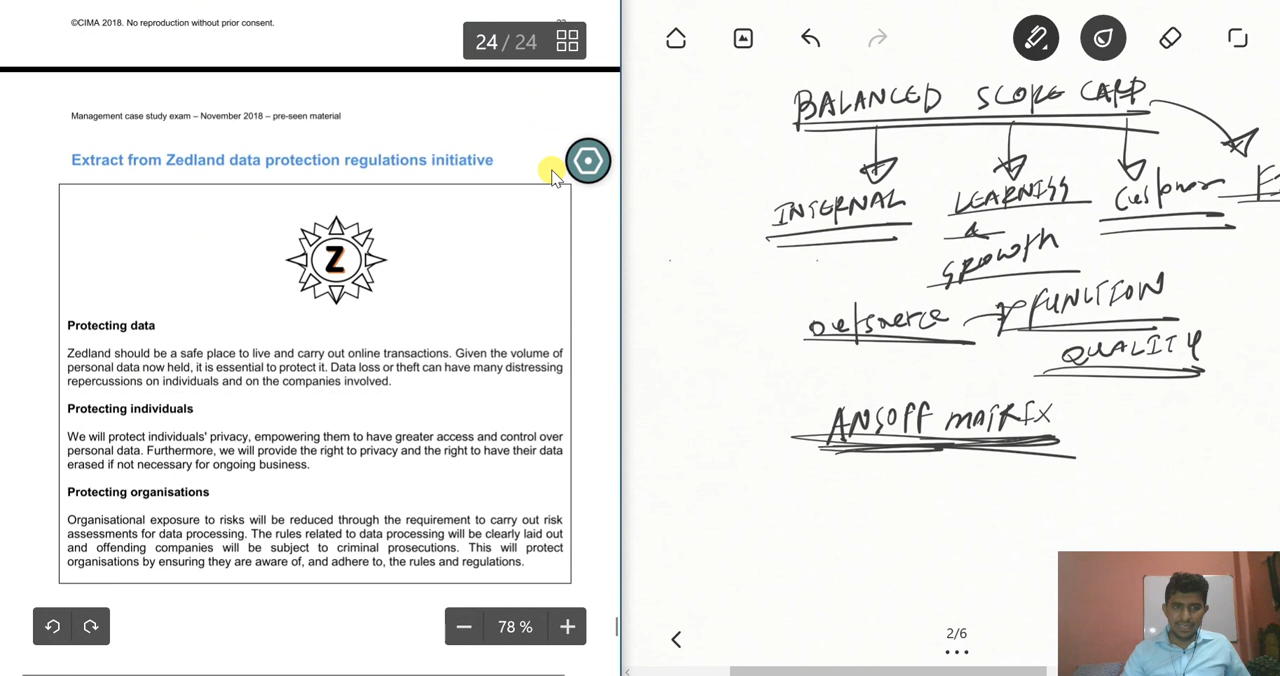 ©CIMA 2018. No reproduction without prior consent.
24 / 24
Management case study exam – November 2018 – pre-seen material
Extract from Zedland data protection regulations initiative
Z
Protecting data
Zedland should be a safe place to live and carry out online transactions. Given the volume of
personal data now held, it is essential to protect it. Data loss or theft can have many distressing
repercussions on individuals and on the companies involved.
Protecting individuals
We will protect individuals' privacy, empowering them to have greater access and control over
personal data. Furthermore, we will provide the right to privacy and the right to have their data
erased if not necessary for ongoing business.
Protecting organisations
Organisational exposure to risks will be reduced through the requirement to carry out risk
assessments for data processing. The rules related to data processing will be clearly laid out
and offending companies will be subject to criminal prosecutions. This will protect
organisations by ensuring they are aware of, and adhere to, the rules and regulations.
78 %
BALANCED SCORE CARD
INTERNAL
LEARNING
&
GROWTH
Customer
outsource
FUNCTION
QUALITY
ANSOFF MATRIX
2/6